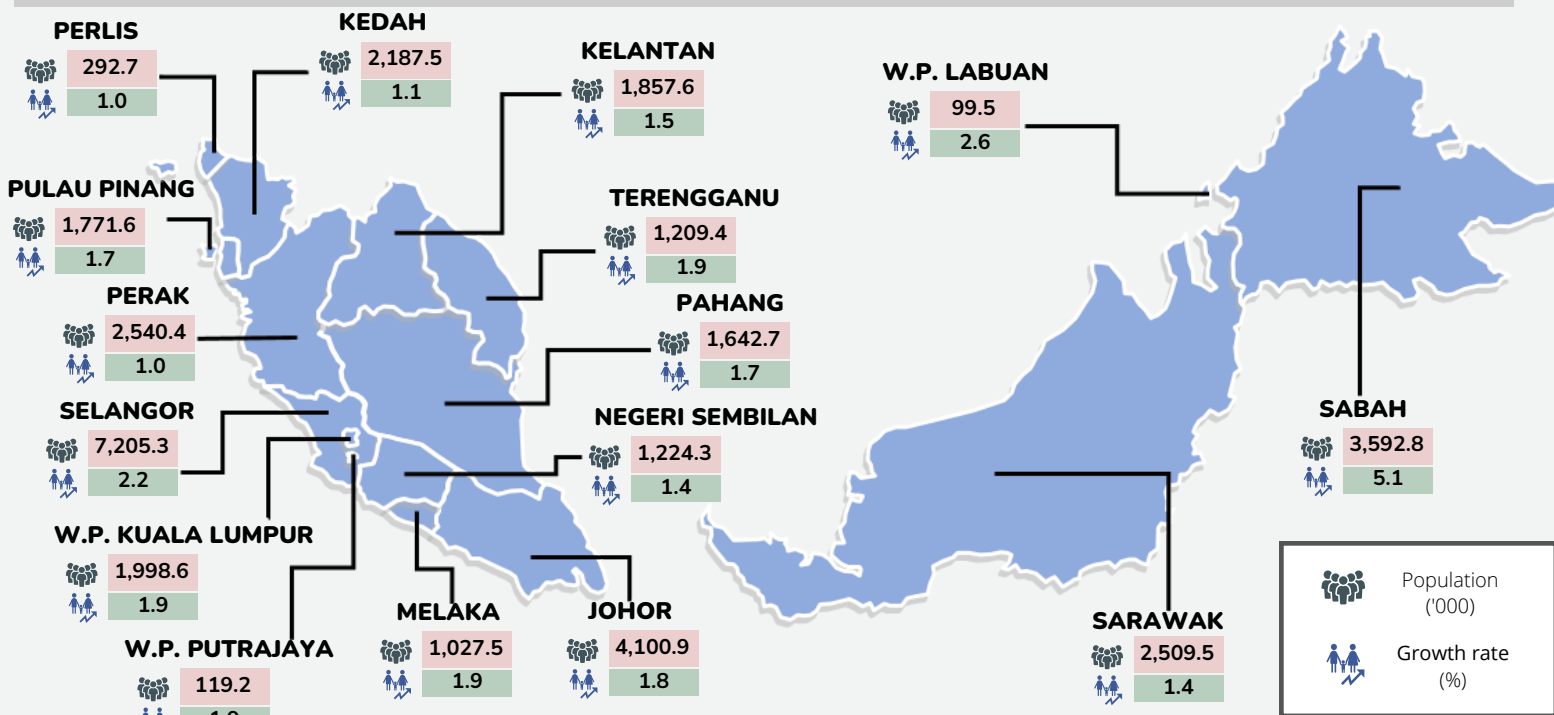 PERLIS
292.7
1.0
KEDAH
2,187.5
1.1
KELANTAN
1,857.6
1.5
W.P. LABUAN
99.5
2.6
PULAU PINANG
1,771.6
1.7
TERENGGANU
1,209.4
1.9
PERAK
2,540.4
1.0
PAHANG
1,642.7
1.7
SELANGOR
7,205.3
2.2
NEGERI SEMBILAN
1,224.3
1.4
SABAH
3,592.8
5.1
W.P. KUALA LUMPUR
1,998.6
1.9
W.P. PUTRAJAYA
119.2
MELAKA
1,027.5
1.9
JOHOR
4,100.9
1.8
SARAWAK
2,509.5
1.4
Population
('000)
Growth rate
(%)